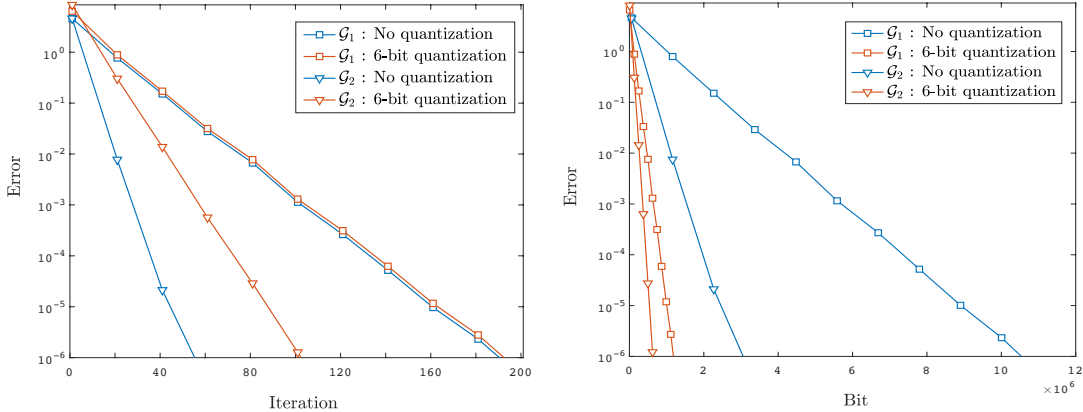 𝒢₁ : No quantization
𝒢₁ : 6-bit quantization
𝒢₂ : No quantization
𝒢₂ : 6-bit quantization
10⁰
10⁻¹
10⁻²
10⁻³
10⁻⁴
10⁻⁵
10⁻⁶
Error
0 40 80 120 160 200
Iteration
𝒢₁ : No quantization
𝒢₁ : 6-bit quantization
𝒢₂ : No quantization
𝒢₂ : 6-bit quantization
10⁰
10⁻¹
10⁻²
10⁻³
10⁻⁴
10⁻⁵
10⁻⁶
Error
0 2 4 6 8 10 12
×10⁶
Bit